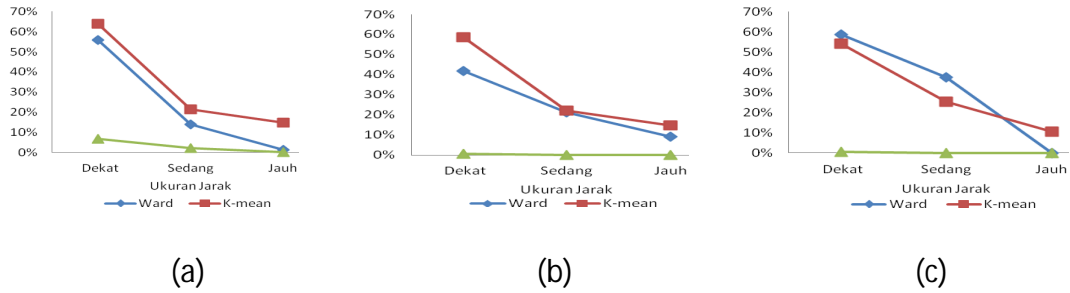 70%
60%
50%
40%
30%
20%
10%
0%
Dekat Sedang Jauh
Ukuran Jarak
Ward K-mean
(a)
70%
60%
50%
40%
30%
20%
10%
0%
Dekat Sedang Jauh
Ukuran Jarak
Ward K-mean
(b)
70%
60%
50%
40%
30%
20%
10%
0%
Dekat Sedang Jauh
Ukuran Jarak
Ward K-mean
(c)